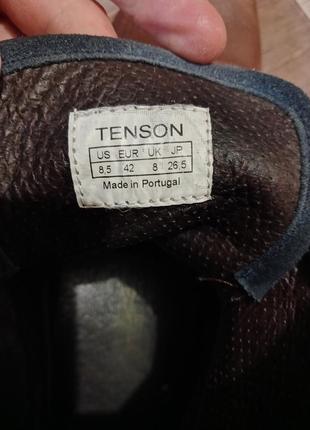 TENSON
US EUR UK JP
8,5 42 8 26,5
Made in Portugal